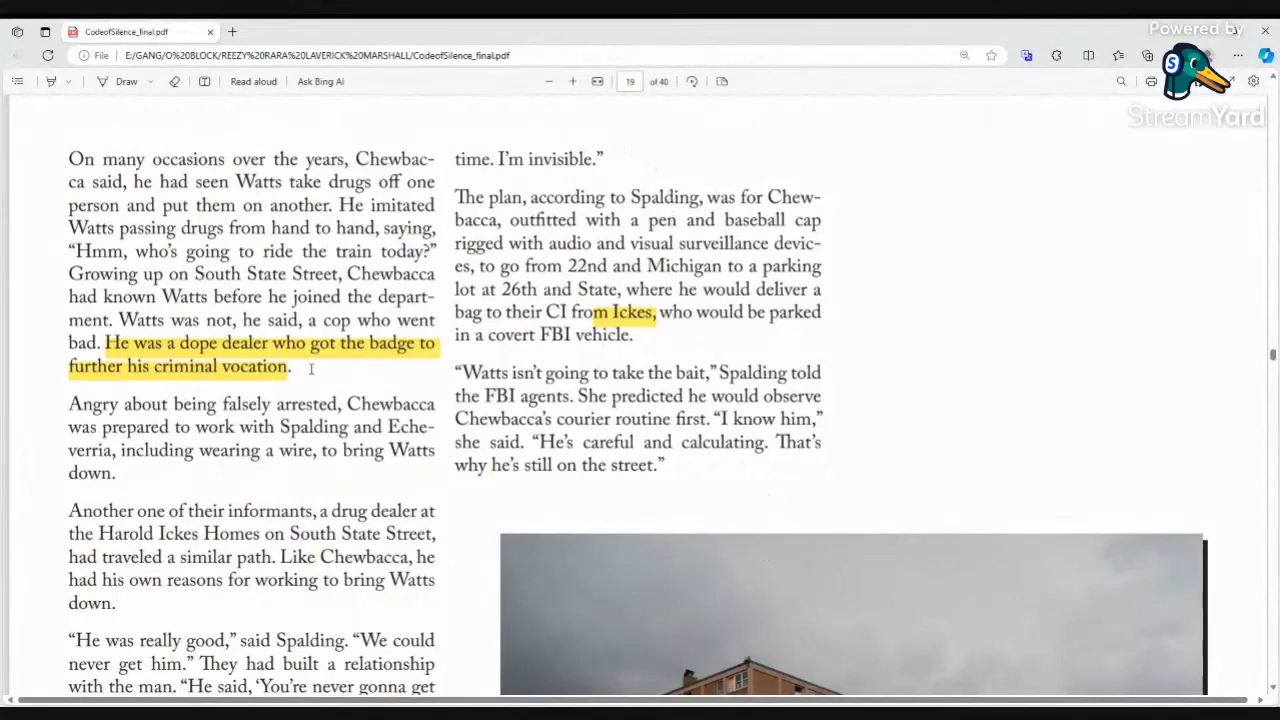 CodeofSilence_final.pdf
Powered by
File
E:/GANG/O%20BLOCK/REEZY%20RARA%20LAVERICK%20MARSHALL/CodeofSilence_final.pdf
Draw
Read aloud
Ask Bing AI
19
of 40
StreamYard
On many occasions over the years, Chewbac-
ca said, he had seen Watts take drugs off one
person and put them on another. He imitated
Watts passing drugs from hand to hand, saying,
“Hmm, who’s going to ride the train today?”
Growing up on South State Street, Chewbacca
had known Watts before he joined the depart-
ment. Watts was not, he said, a cop who went
bad. He was a dope dealer who got the badge to
further his criminal vocation.
Angry about being falsely arrested, Chewbacca
was prepared to work with Spalding and Eche-
verria, including wearing a wire, to bring Watts
down.
Another one of their informants, a drug dealer at
the Harold Ickes Homes on South State Street,
had traveled a similar path. Like Chewbacca, he
had his own reasons for working to bring Watts
down.
“He was really good,” said Spalding. “We could
never get him.” They had built a relationship
with the man. “He said, ‘You’re never gonna get
time. I’m invisible.”
The plan, according to Spalding, was for Chew-
bacca, outfitted with a pen and baseball cap
rigged with audio and visual surveillance devic-
es, to go from 22nd and Michigan to a parking
lot at 26th and State, where he would deliver a
bag to their CI from Ickes, who would be parked
in a covert FBI vehicle.
“Watts isn’t going to take the bait,” Spalding told
the FBI agents. She predicted he would observe
Chewbacca’s courier routine first. “I know him,”
she said. “He’s careful and calculating. That’s
why he’s still on the street.”